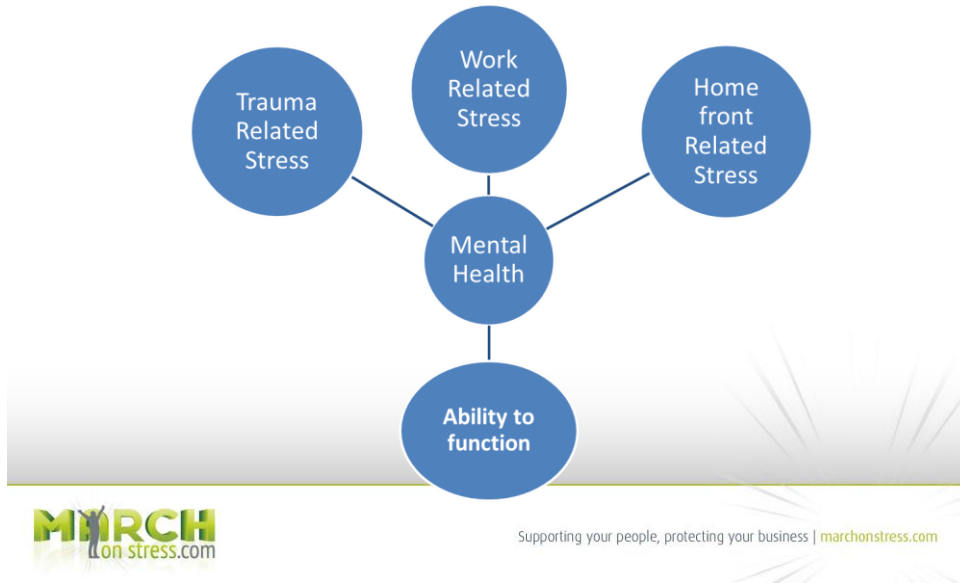 Trauma
Related
Stress
Work
Related
Stress
Home
front
Related
Stress
Mental
Health
Ability to
function
MARCH
on stress.com
Supporting your people, protecting your business | marchonstress.com